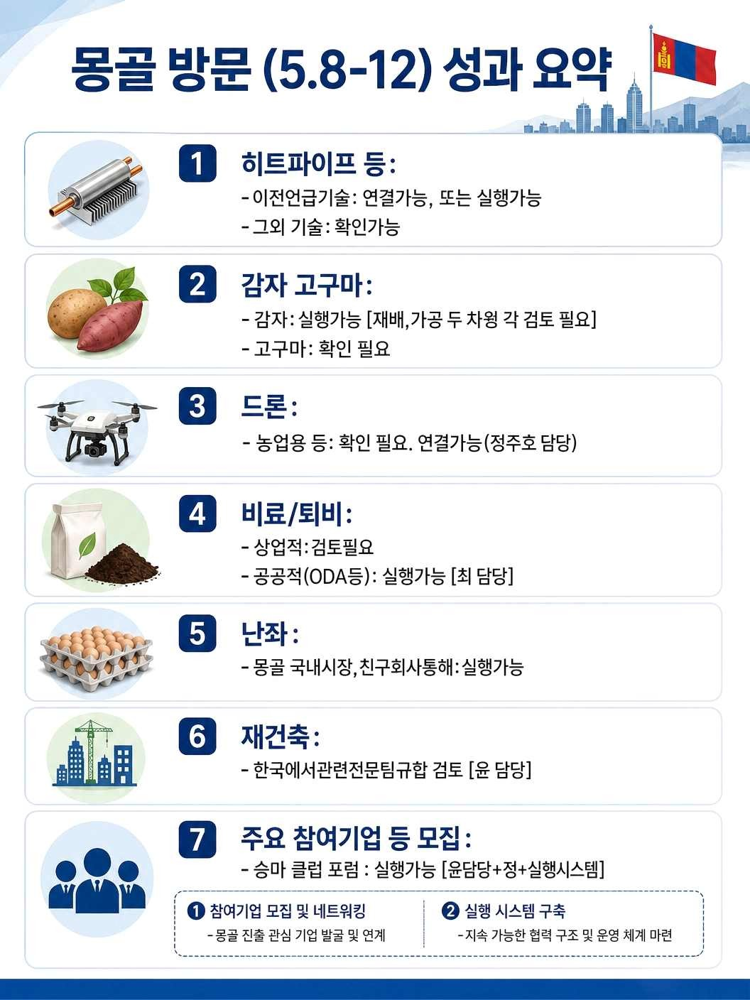 몽골 방문 (5.8-12) 성과 요약
1 히트파이프 등:
- 이전언급기술: 연결가능, 또는 실행가능
- 그외 기술: 확인가능
2 감자 고구마:
- 감자: 실행가능 [재배,가공 두 차원 각 검토 필요]
- 고구마: 확인 필요
3 드론:
- 농업용 등: 확인 필요. 연결가능(정주호 담당)
4 비료/퇴비:
- 상업적:검토필요
- 공공적(ODA등): 실행가능 [최 담당]
5 난좌:
- 몽골 국내시장,친구회사통해:실행가능
6 재건축:
- 한국에서관련전문팀규합 검토 [윤 담당]
7 주요 참여기업 등 모집:
- 승마 클럽 포럼 : 실행가능 [윤담당+정+실행시스템]
1 참여기업 모집 및 네트워킹
- 몽골 진출 관심 기업 발굴 및 연계
2 실행 시스템 구축
- 지속 가능한 협력 구조 및 운영 체계 마련